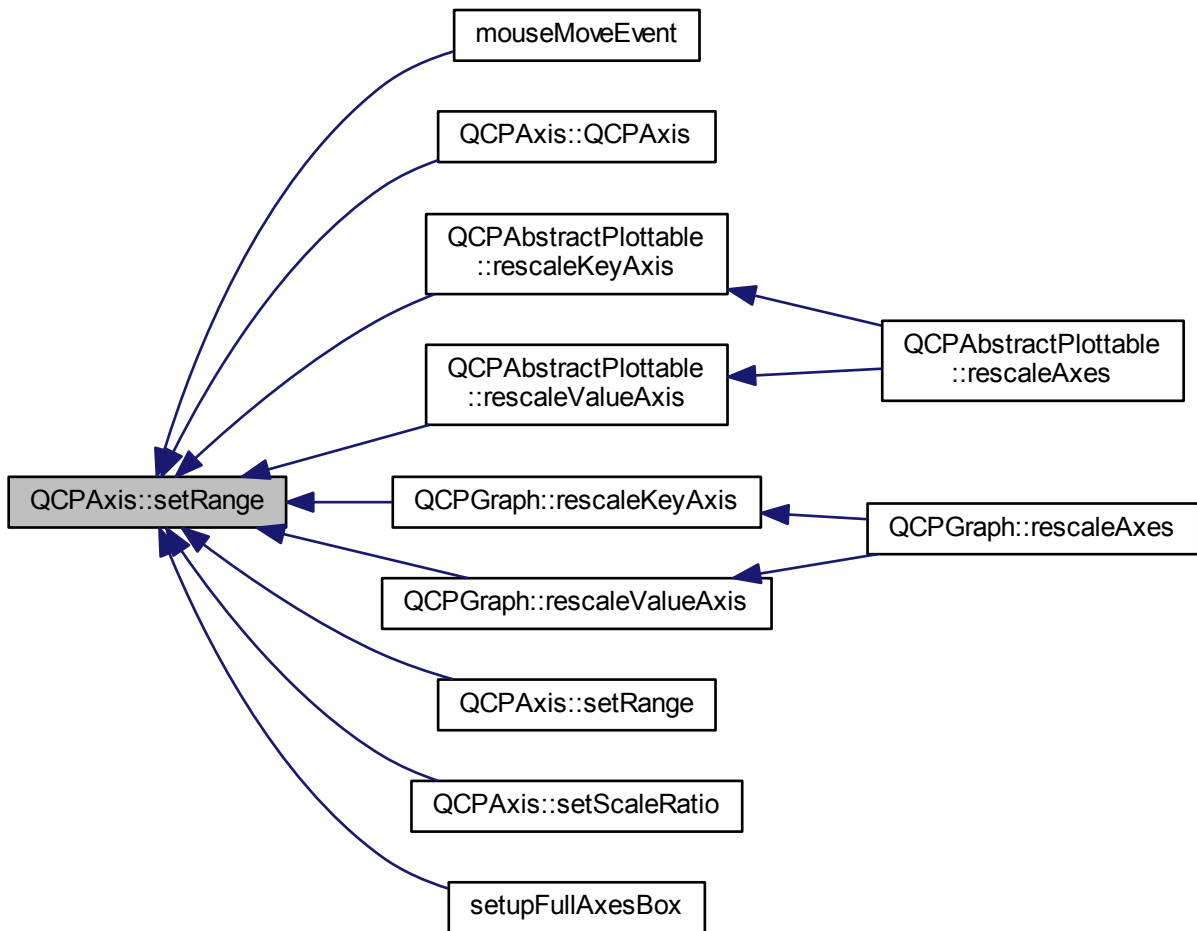 mouseMoveEvent
QCPAxis::QCPAxis
QCPAbstractPlottable
::rescaleKeyAxis
QCPAbstractPlottable
::rescaleAxes
QCPAbstractPlottable
::rescaleValueAxis
QCPAxis::setRange
QCPGraph::rescaleKeyAxis
QCPGraph::rescaleAxes
QCPGraph::rescaleValueAxis
QCPAxis::setRange
QCPAxis::setScaleRatio
setupFullAxesBox